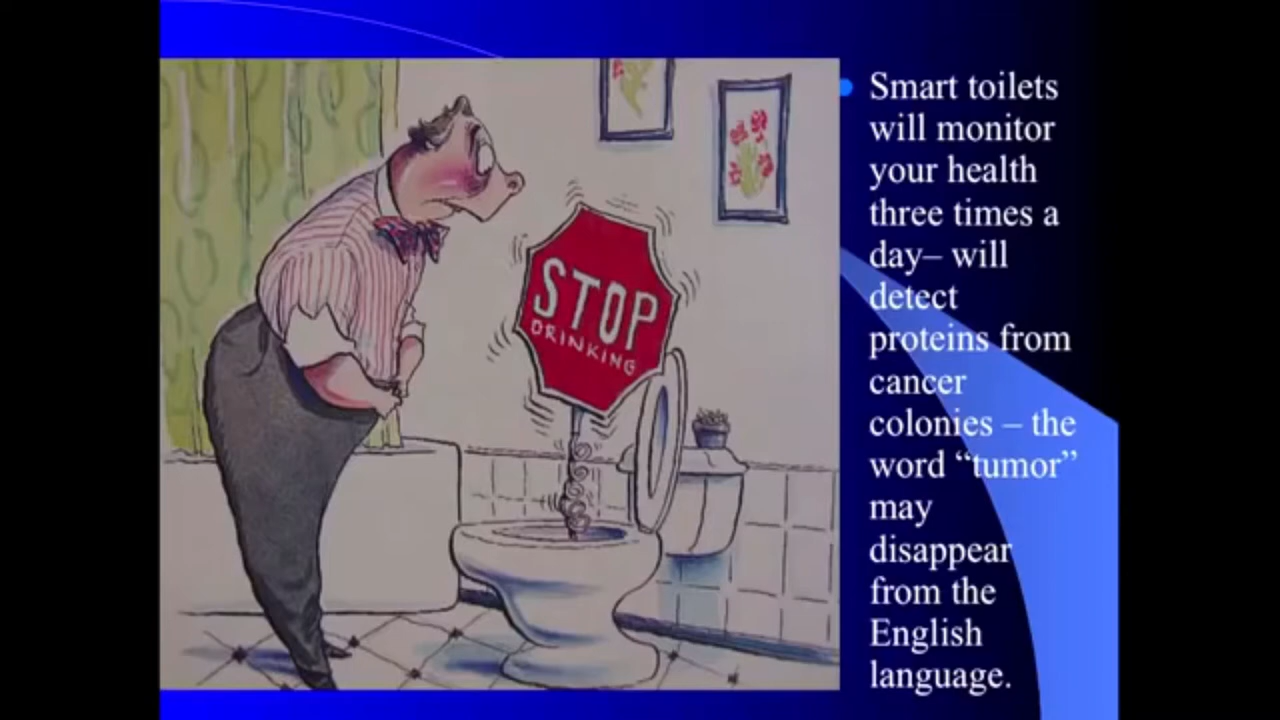 STOP
DRINKING
Smart toilets
will monitor
your health
three times a
day– will
detect
proteins from
cancer
colonies – the
word “tumor”
may
disappear
from the
English
language.